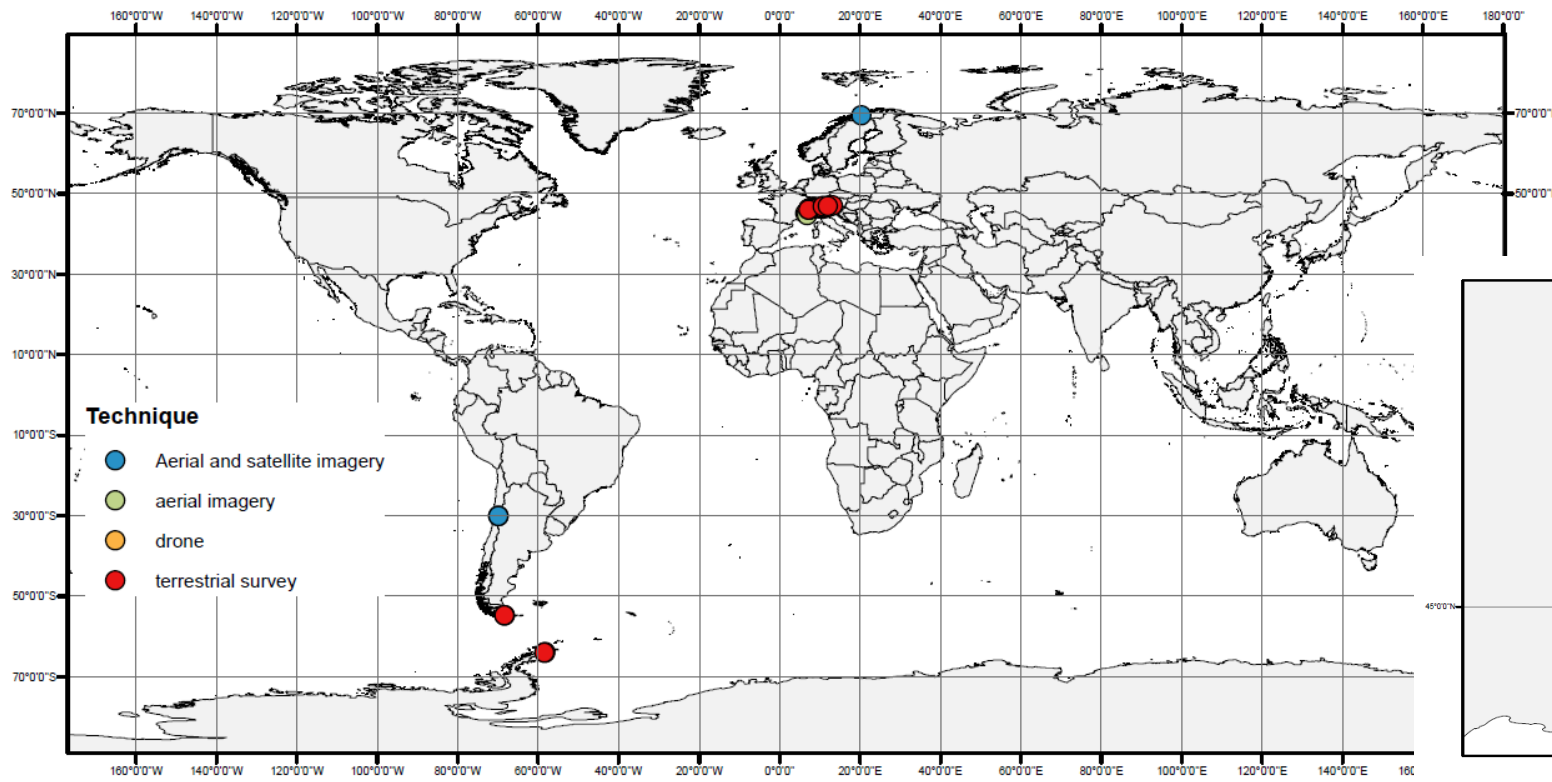 160°0'0"W 140°0'0"W 120°0'0"W 100°0'0"W 80°0'0"W 60°0'0"W 40°0'0"W 20°0'0"W 0°0'0" 20°0'0"E 40°0'0"E 60°0'0"E 80°0'0"E 100°0'0"E 120°0'0"E 140°0'0"E 160°0'0"E 180°0'0"
70°0'0"N 70°0'0"N
50°0'0"N 50°0'0"N
30°0'0"N
10°0'0"N
Technique
10°0'0"S
Aerial and satellite imagery
aerial imagery
30°0'0"S
drone
terrestrial survey
50°0'0"S
45°0'0"N
70°0'0"S
160°0'0"W 140°0'0"W 120°0'0"W 100°0'0"W 80°0'0"W 60°0'0"W 40°0'0"W 20°0'0"W 0°0'0" 20°0'0"E 40°0'0"E 60°0'0"E 80°0'0"E 100°0'0"E 120°0'0"E 140°0'0"E 160°0'0"E